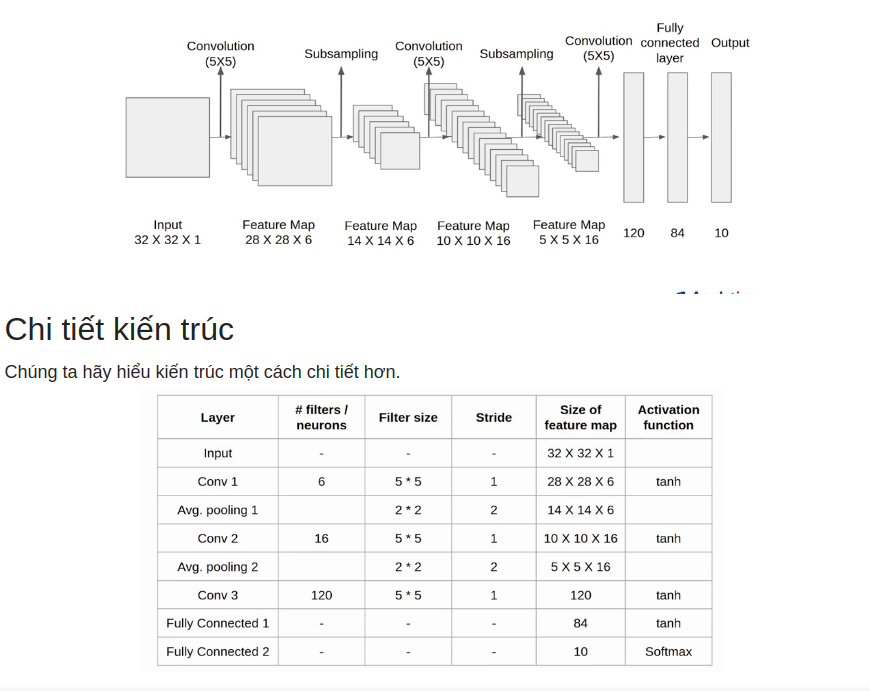 Fully
Convolution
(5X5)
Subsampling
Convolution
(5X5)
Subsampling
Convolution
(5X5)
connected
layer
Output
Input
32 X 32 X 1
Feature Map
28 X 28 X 6
Feature Map
14 X 14 X 6
Feature Map
10 X 10 X 16
Feature Map
5 X 5 X 16
120
84
10
Chi tiết kiến trúc
Chúng ta hãy hiểu kiến trúc một cách chi tiết hơn.
Layer # filters / neurons Filter size Stride Size of feature map Activation function
Input - - - 32 X 32 X 1
Conv 1 6 5 * 5 1 28 X 28 X 6 tanh
Avg. pooling 1 2 * 2 2 14 X 14 X 6
Conv 2 16 5 * 5 1 10 X 10 X 16 tanh
Avg. pooling 2 2 * 2 2 5 X 5 X 16
Conv 3 120 5 * 5 1 120 tanh
Fully Connected 1 - - - 84 tanh
Fully Connected 2 - - - 10 Softmax